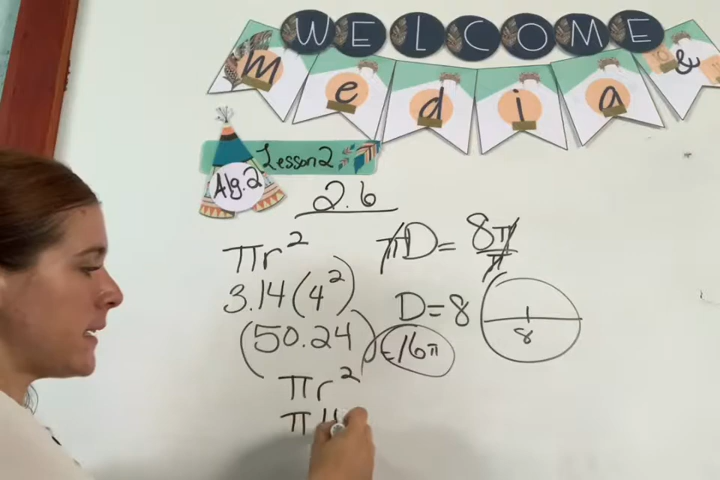 WELCOME
media &
Lesson 2
Alg. 2
2.6
πr²
πD = 8π/π
3.14(4²)
D = 8
8
(50.24)
=16π
πr²
π4